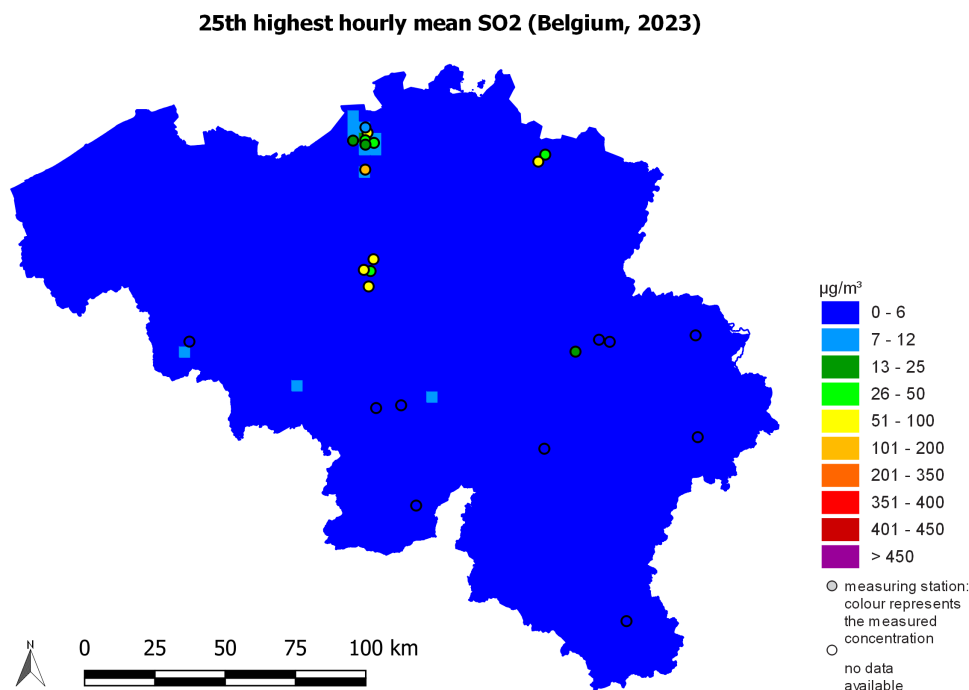 25th highest hourly mean SO2 (Belgium, 2023)
µg/m³
0 - 6
7 - 12
13 - 25
26 - 50
51 - 100
101 - 200
201 - 350
351 - 400
401 - 450
> 450
measuring station:
colour represents
the measured
concentration
no data
available
N
0 25 50 75 100 km